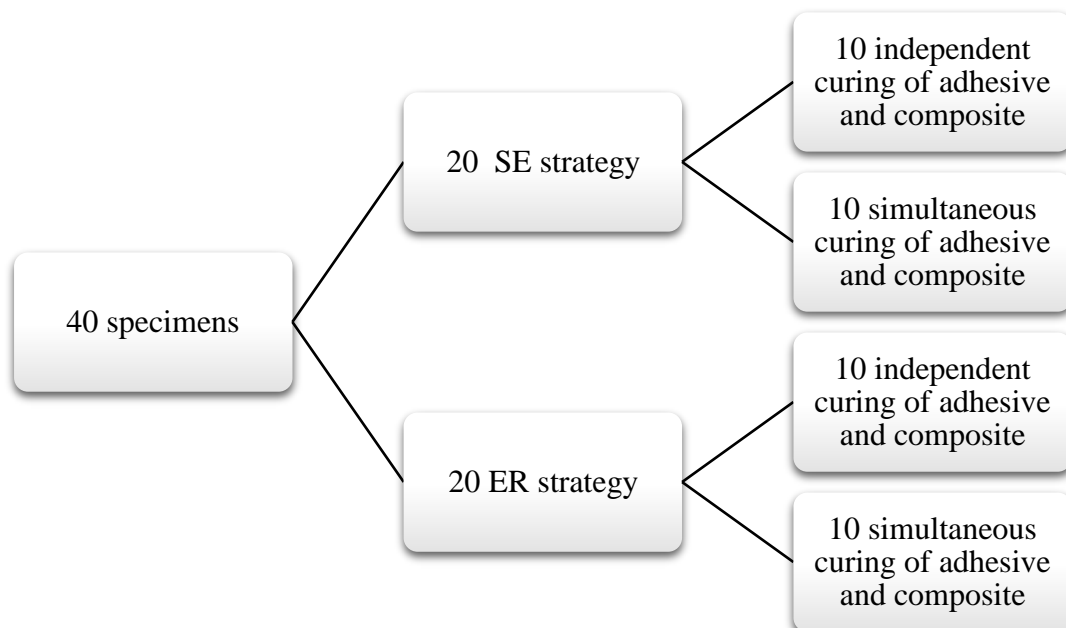 40 specimens
20  SE strategy
10 independent
curing of adhesive
and composite
10 simultaneous
curing of adhesive
and composite
20 ER strategy
10 independent
curing of adhesive
and composite
10 simultaneous
curing of adhesive
and composite